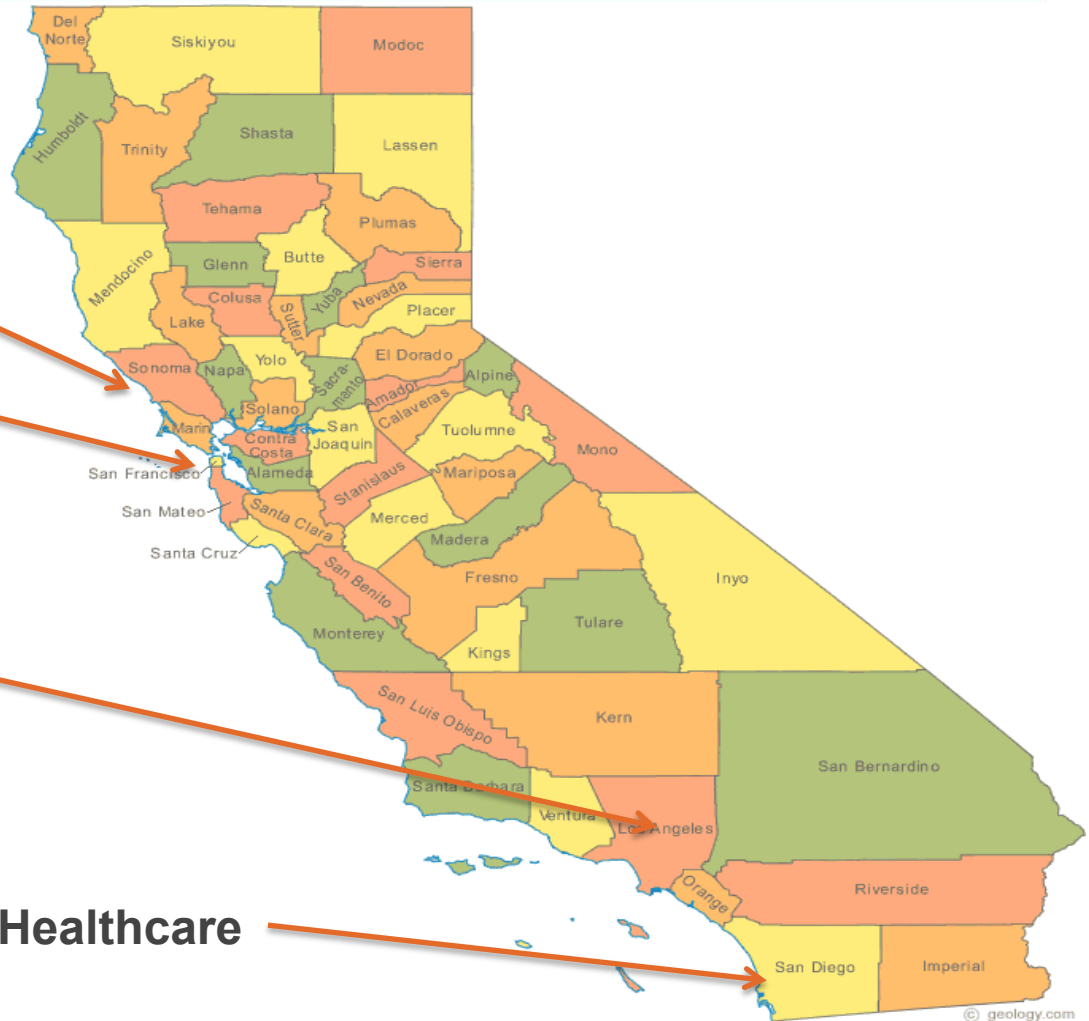 Del
Norte
Siskiyou
Modoc
Humboldt
Trinity
Shasta
Lassen
Tehama
Plumas
Mendocino
Glenn
Butte
Sierra
Colusa
Yuba
Nevada
Lake
Sutter
Placer
Sonoma
Napa
Yolo
El Dorado
Sacra-
mento
Amador
Alpine
Solano
Calaveras
Marin
Contra
Costa
San
Joaquin
Tuolumne
Mono
San Francisco
Alameda
Stanislaus
Mariposa
San Mateo
Santa Clara
Merced
Santa Cruz
Madera
San Benito
Fresno
Inyo
Monterey
Kings
Tulare
San Luis Obispo
Kern
San Bernardino
Santa Barbara
Ventura
Los Angeles
Orange
Riverside
Healthcare
San Diego
Imperial
© geology.com